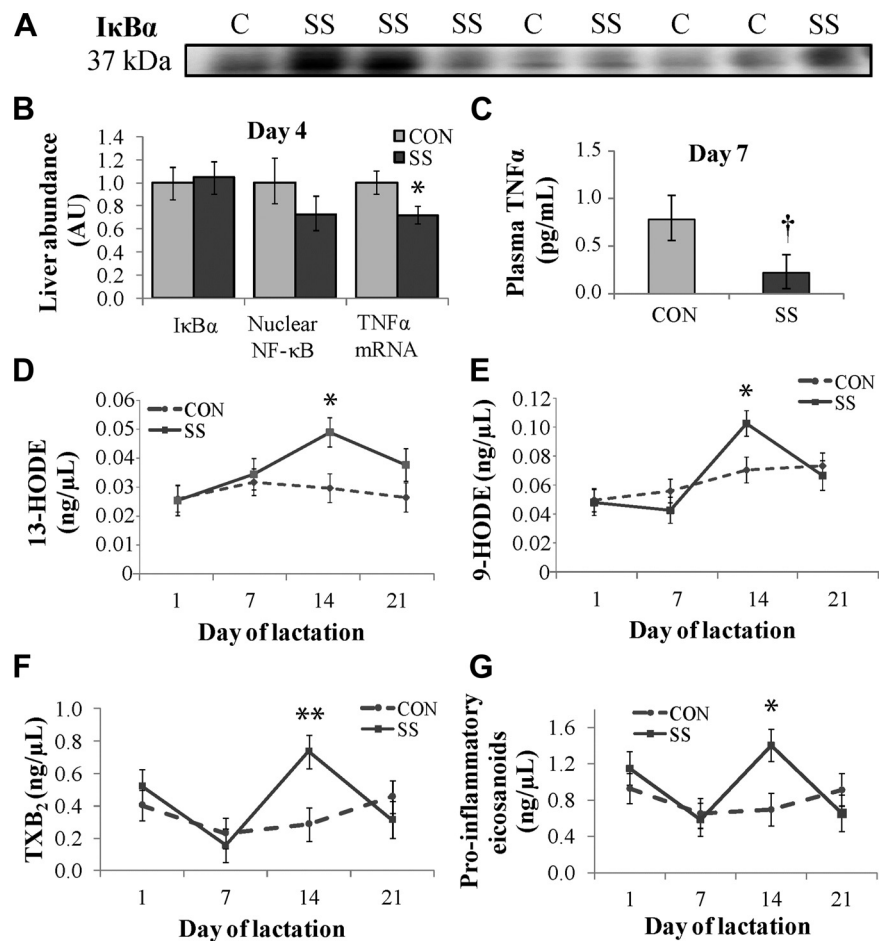 A
IκBα C SS SS SS C SS C C SS
37 kDa
B
Day 4
CON
SS
Liver abundance
(AU)
1.4
1.2
1.0
0.8
0.6
0.4
0.2
0.0
*
IκBα Nuclear NF-κB TNFα mRNA
C
Day 7
Plasma TNFα
(pg/mL)
1.5
1.0
0.5
0.0
†
CON SS
D
13-HODE
(ng/μL)
0.06
0.05
0.04
0.03
0.02
0.01
0
CON
SS
*
1 7 14 21
Day of lactation
E
9-HODE (ng/μL)
0.12
0.10
0.08
0.06
0.04
0.02
0
CON
SS
*
1 7 14 21
Day of lactation
F
TXB₂ (ng/μL)
1.0
0.8
0.6
0.4
0.2
0.0
CON
SS
**
1 7 14 21
Day of lactation
G
Pro-inflammatory
eicosanoids
(ng/μL)
1.6
1.2
0.8
0.4
0.0
CON
SS
*
1 7 14 21
Day of lactation